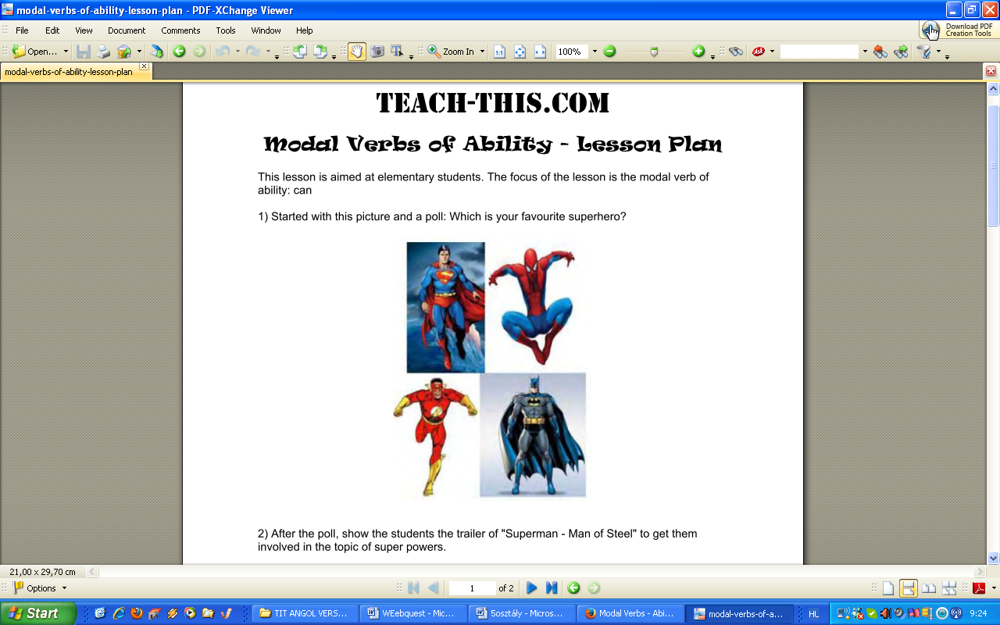 modal-verbs-of-ability-lesson-plan - PDF-XChange Viewer
File Edit View Document Comments Tools Window Help
Download PDF
Creation Tools
Open...
Zoom In
100%
Ask
modal-verbs-of-ability-lesson-plan
TEACH-THIS.COM
Modal Verbs of Ability - Lesson Plan
This lesson is aimed at elementary students. The focus of the lesson is the modal verb of
ability: can
1) Started with this picture and a poll: Which is your favourite superhero?
2) After the poll, show the students the trailer of "Superman - Man of Steel" to get them
involved in the topic of super powers.
21,00 x 29,70 cm
Options
1 of 2
Start
TIT ANGOL VERS...
WEebquest - Mic...
5osztály - Micros...
Modal Verbs - Abi...
modal-verbs-of-a...
HU
9:24